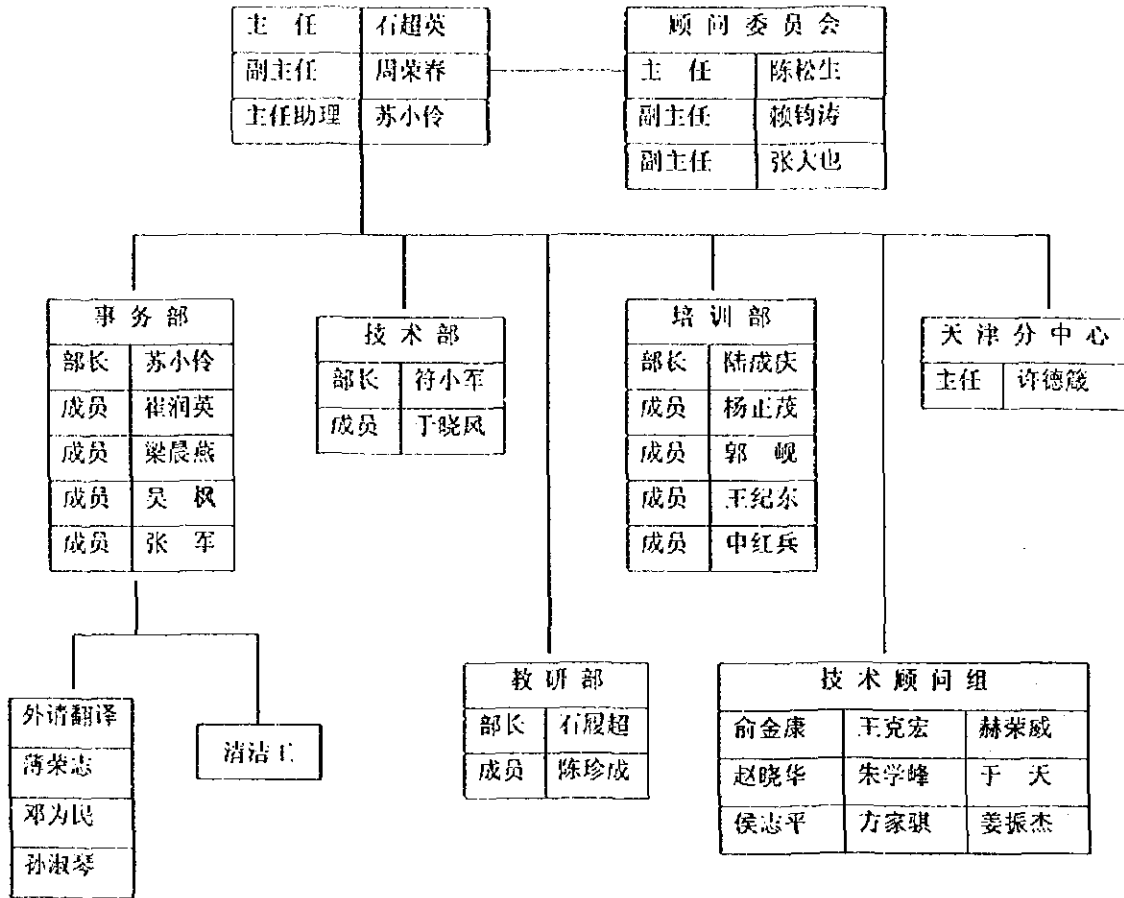 主 任 石超英
副主任 周荣春
主任助理 苏小伶
顾 问 委 员 会
主 任 陈松生
副主任 赖钧涛
副主任 张大也
事 务 部
部长 苏小伶
成员 崔润英
成员 梁晨燕
成员 吴 枫
成员 张 军
技 术 部
部长 符小军
成员 于晓风
培 训 部
部长 陆成庆
成员 杨正茂
成员 郭 岘
成员 王纪东
成员 申红兵
天 津 分 中 心
主任 许德箴
外请翻译
薄荣志
邓为民
孙淑琴
清洁工
教 研 部
部长 石履超
成员 陈珍成
技 术 顾 问 组
俞金康 王克宏 赫荣威
赵晓华 朱学峰 于 天
侯志平 方家骐 姜振杰